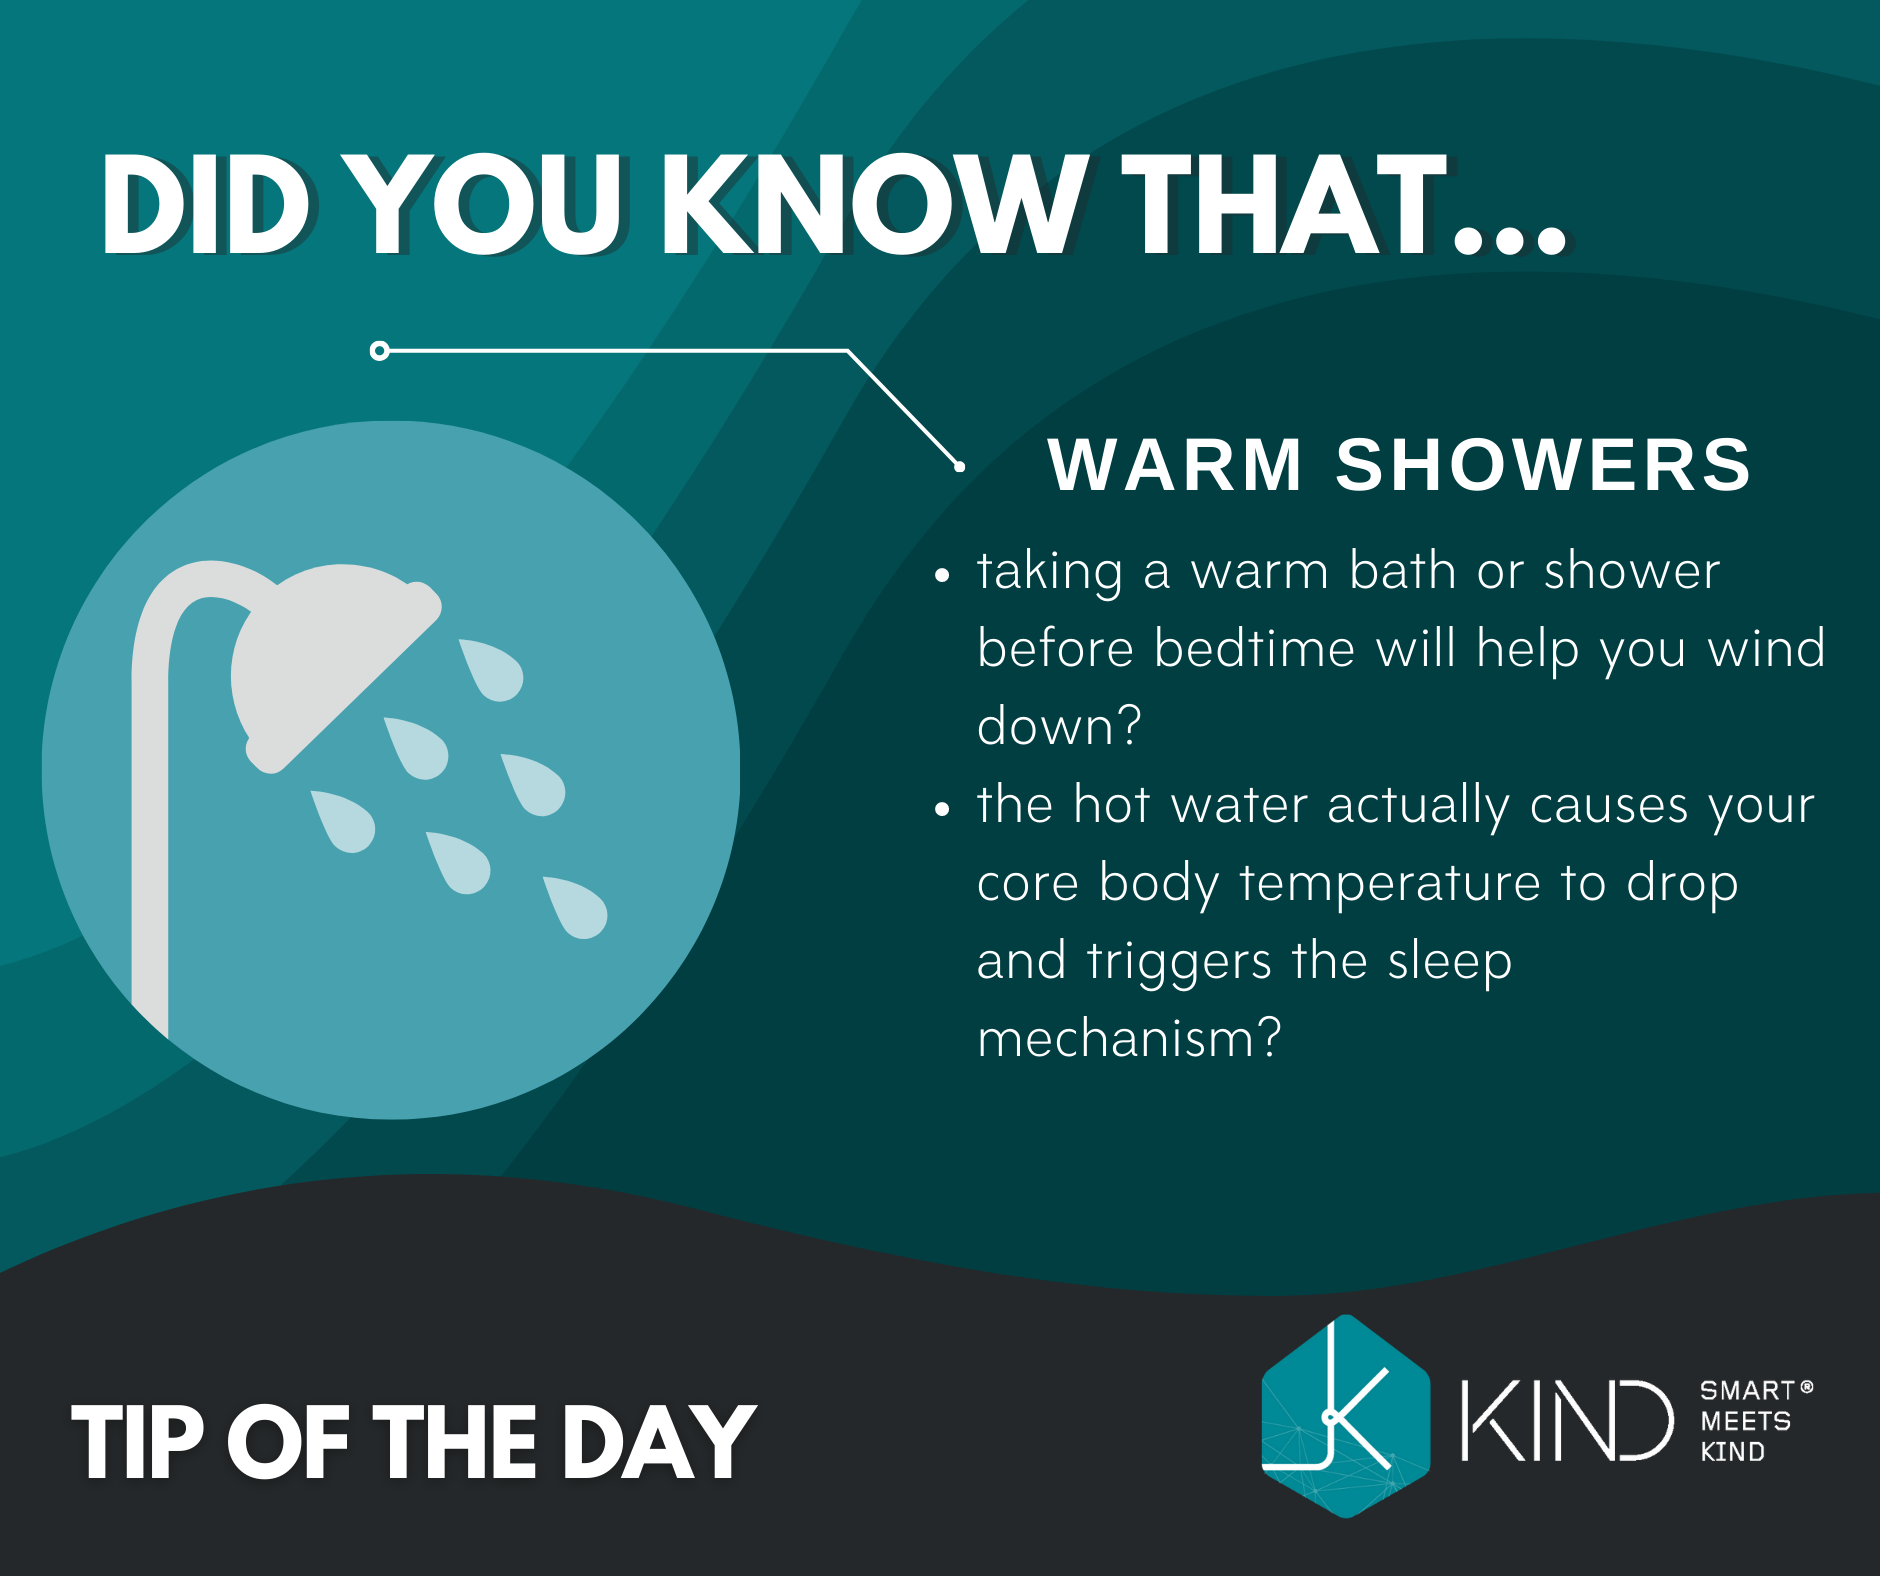 DID YOU KNOW THAT...
WARM SHOWERS
• taking a warm bath or shower
before bedtime will help you wind
down?
• the hot water actually causes your
core body temperature to drop
and triggers the sleep
mechanism?
TIP OF THE DAY
KIND
SMART®
MEETS
KIND